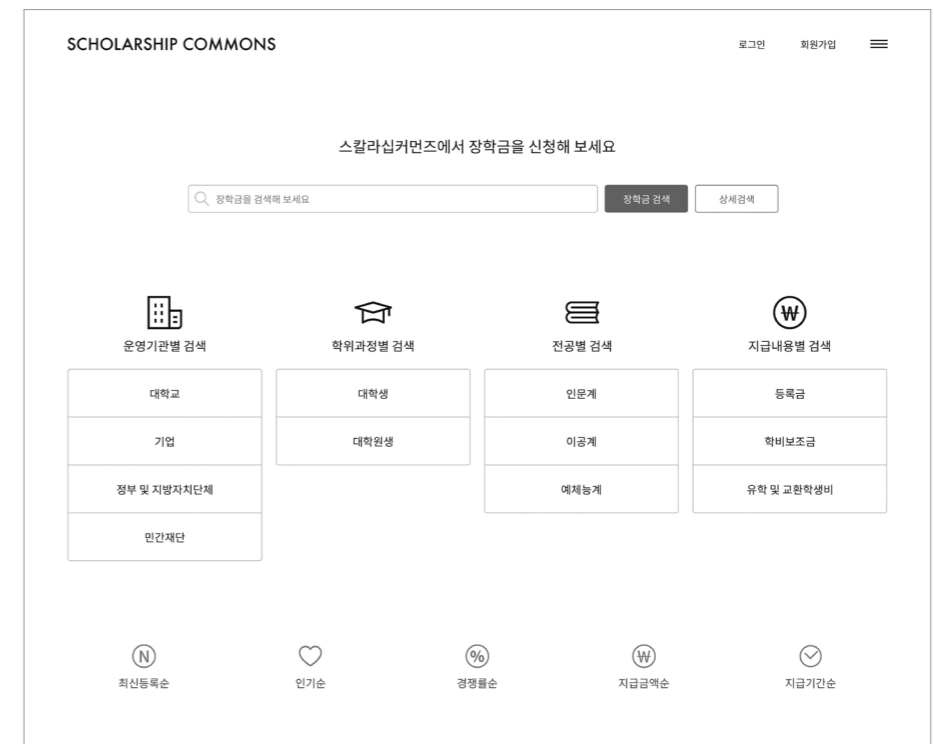 SCHOLARSHIP COMMONS
로그인 회원가입
스칼라십커먼즈에서 장학금을 신청해 보세요
장학금을 검색해 보세요 장학금 검색 상세검색
운영기관별 검색 학위과정별 검색 전공별 검색 지급내용별 검색
대학교 대학생 인문계 등록금
기업 대학원생 이공계 학비보조금
정부 및 지방자치단체 예체능계 유학 및 교환학생비
민간재단
N % ₩
최신등록순 인기순 경쟁률순 지급금액순 지급기간순